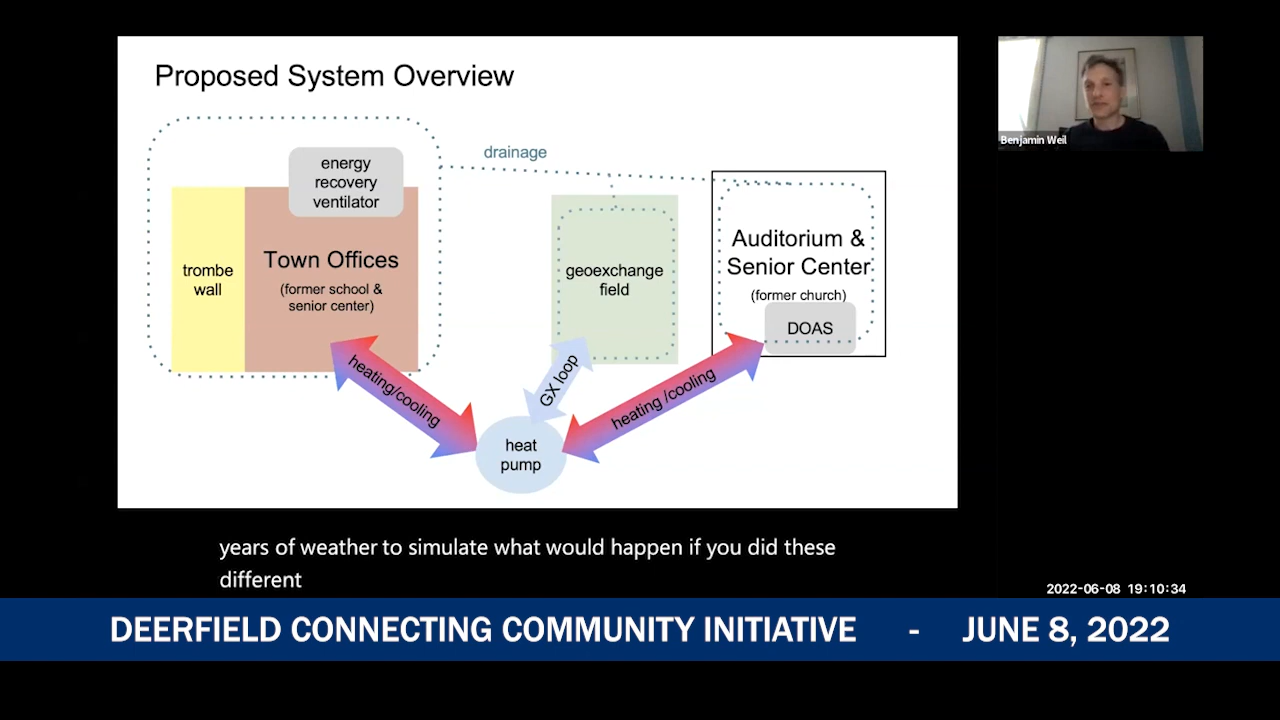 Proposed System Overview
energy
recovery
ventilator
drainage
trombe
wall
Town Offices
(former school &
senior center)
geoexchange
field
Auditorium &
Senior Center
(former church)
DOAS
heating/cooling
GX loop
heating /cooling
heat
pump
Benjamin Weil
years of weather to simulate what would happen if you did these
different
2022-06-08 19:10:34
DEERFIELD CONNECTING COMMUNITY INITIATIVE - JUNE 8, 2022